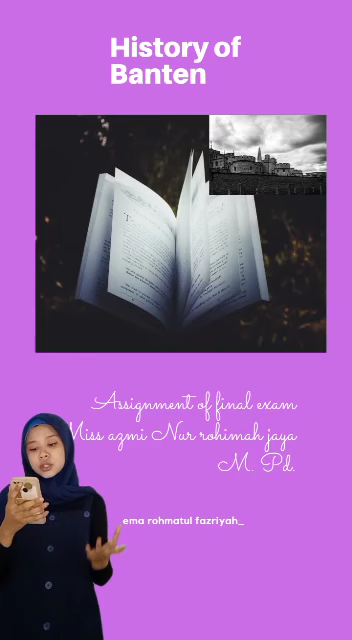 History of
Banten
Assignment of final exam
Miss azmi Nur rohimah jaya
M. Pd.
ema rohmatul fazriyah_